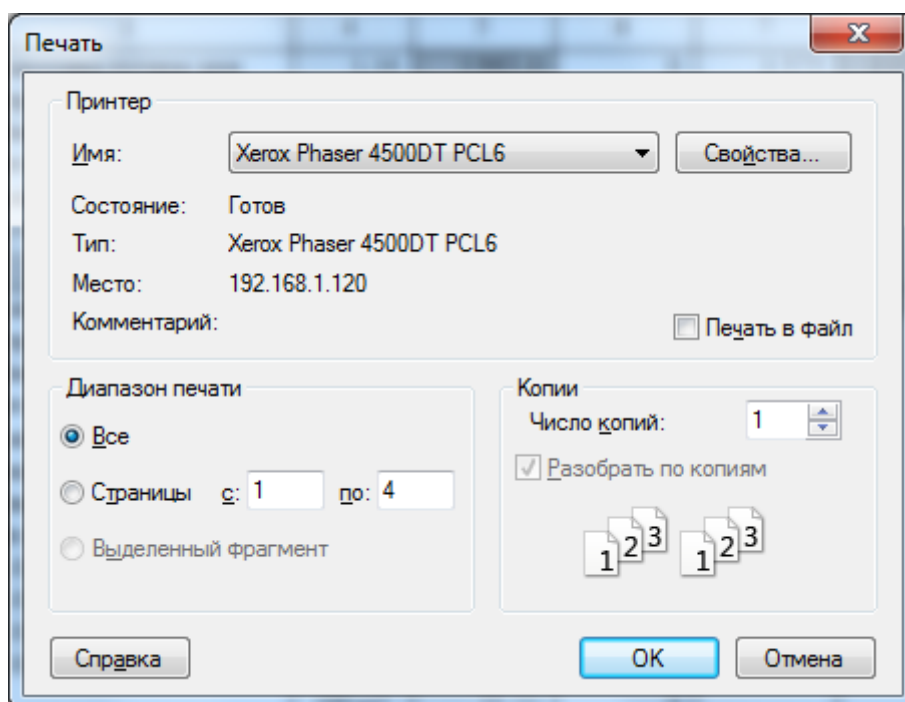 Печать
Принтер
Имя: Xerox Phaser 4500DT PCL6 Свойства...
Состояние: Готов
Тип: Xerox Phaser 4500DT PCL6
Место: 192.168.1.120
Комментарий: Печать в файл
Диапазон печати
Все
Страницы с: 1 по: 4
Выделенный фрагмент
Копии
Число копий: 1
Разобрать по копиям
1 2 3 1 2 3
Справка OK Отмена